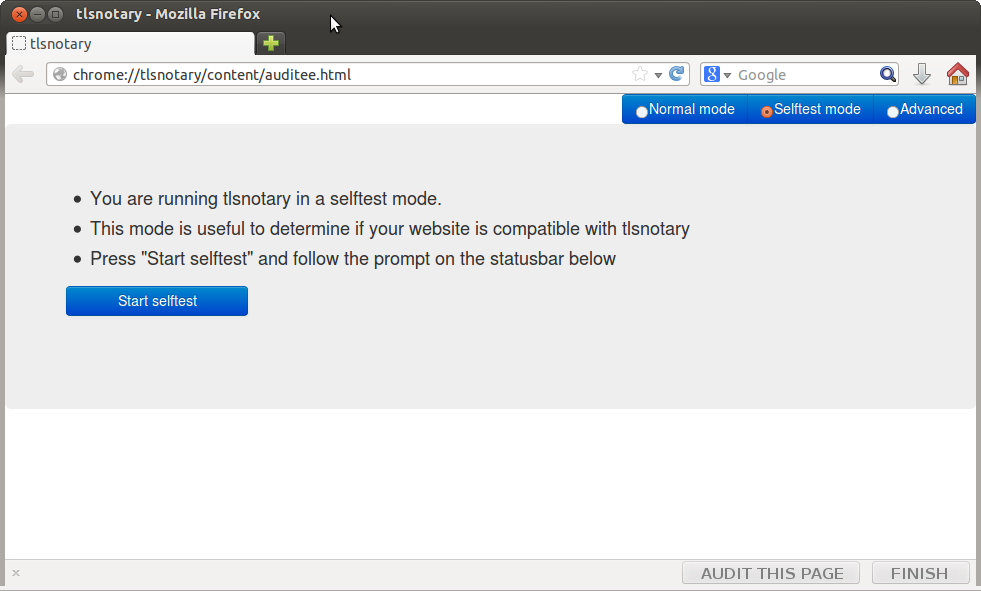 tlsnotary - Mozilla Firefox
tlsnotary
chrome://tlsnotary/content/auditee.html
Google
Normal mode
Selftest mode
Advanced
You are running tlsnotary in a selftest mode.
This mode is useful to determine if your website is compatible with tlsnotary
Press "Start selftest" and follow the prompt on the statusbar below
Start selftest
AUDIT THIS PAGE
FINISH